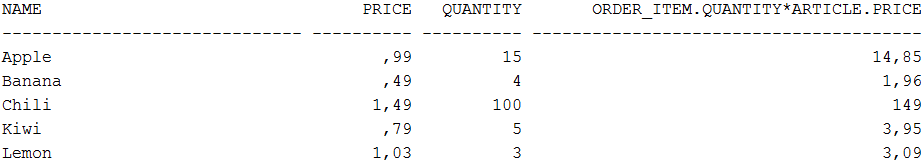 NAME PRICE QUANTITY ORDER_ITEM.QUANTITY*ARTICLE.PRICE
------------------------------ ---------- ---------- ---------------------------------------
Apple ,99 15 14,85
Banana ,49 4 1,96
Chili 1,49 100 149
Kiwi ,79 5 3,95
Lemon 1,03 3 3,09